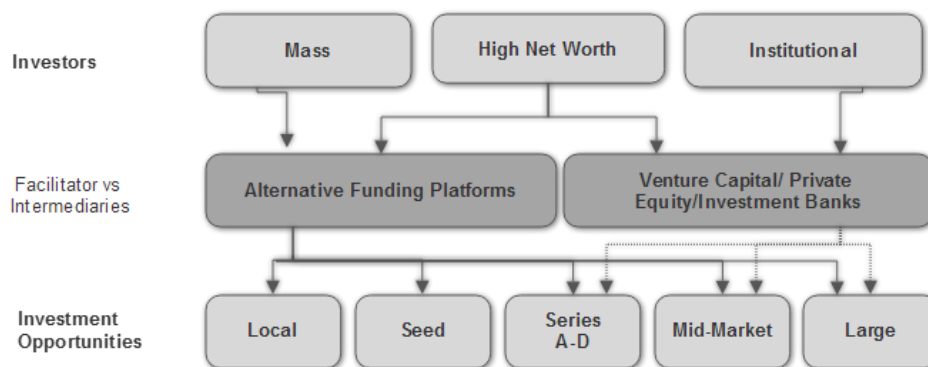 Investors
Mass
High Net Worth
Institutional
Facilitator vs
Intermediaries
Alternative Funding Platforms
Venture Capital/ Private
Equity/Investment Banks
Investment
Opportunities
Local
Seed
Series
A-D
Mid-Market
Large